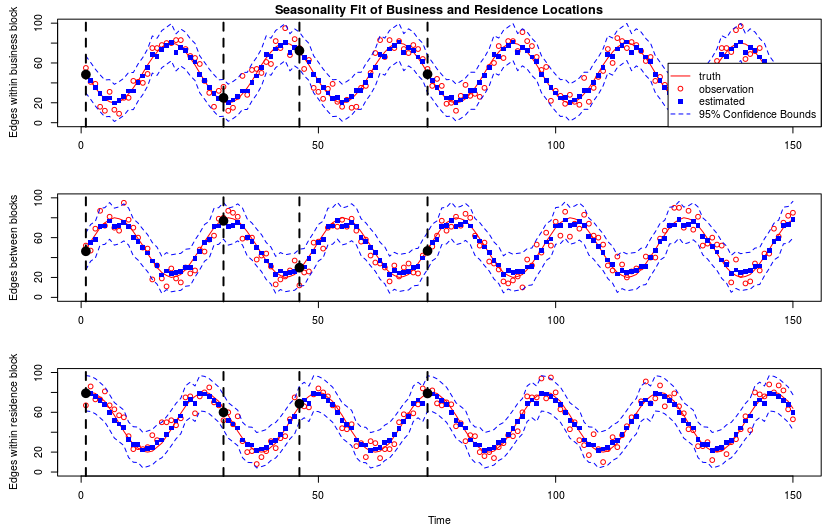 Seasonality Fit of Business and Residence Locations
Edges within business block
0 20 60 100
truth
observation
estimated
95% Confidence Bounds
0 50 100 150
Edges between blocks
0 20 60 100
0 50 100 150
Edges within residence block
0 20 60 100
0 50 100 150
Time